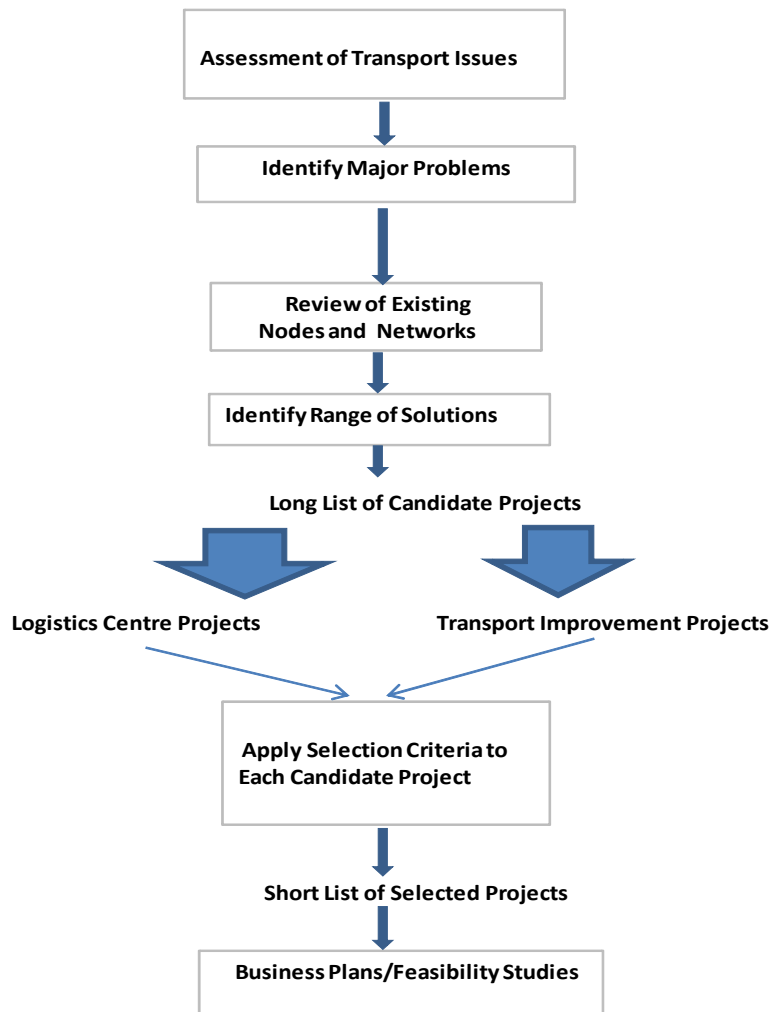 Assessment of Transport Issues
Identify Major Problems
Review of Existing
Nodes and Networks
Identify Range of Solutions
Long List of Candidate Projects
Logistics Centre Projects
Transport Improvement Projects
Apply Selection Criteria to
Each Candidate Project
Short List of Selected Projects
Business Plans/Feasibility Studies